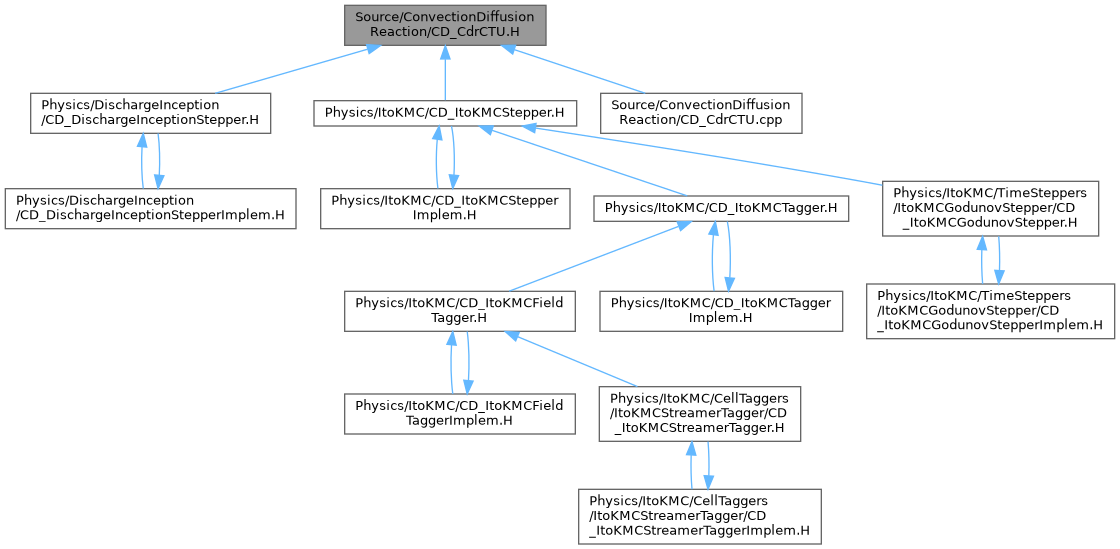 Source/ConvectionDiffusion
Reaction/CD_CdrCTU.H
Physics/DischargeInception
/CD_DischargeInceptionStepper.H
Physics/ItoKMC/CD_ItoKMCStepper.H
Source/ConvectionDiffusion
Reaction/CD_CdrCTU.cpp
Physics/DischargeInception
/CD_DischargeInceptionStepperImplem.H
Physics/ItoKMC/CD_ItoKMCStepper
Implem.H
Physics/ItoKMC/CD_ItoKMCTagger.H
Physics/ItoKMC/TimeSteppers
/ItoKMCGodunovStepper/CD
_ItoKMCGodunovStepper.H
Physics/ItoKMC/CD_ItoKMCField
Tagger.H
Physics/ItoKMC/CD_ItoKMCTagger
Implem.H
Physics/ItoKMC/TimeSteppers
/ItoKMCGodunovStepper/CD
_ItoKMCGodunovStepperImplem.H
Physics/ItoKMC/CD_ItoKMCField
TaggerImplem.H
Physics/ItoKMC/CellTaggers
/ItoKMCStreamerTagger/CD
_ItoKMCStreamerTagger.H
Physics/ItoKMC/CellTaggers
/ItoKMCStreamerTagger/CD
_ItoKMCStreamerTaggerImplem.H